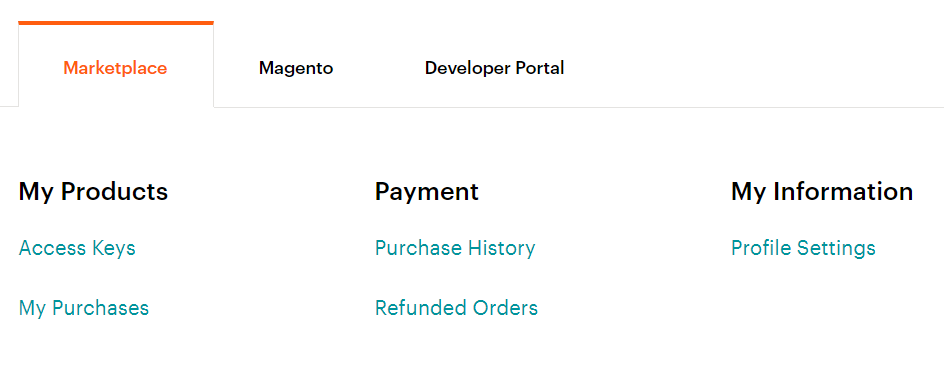 Marketplace Magento Developer Portal
My Products
Access Keys
My Purchases
Payment
Purchase History
Refunded Orders
My Information
Profile Settings